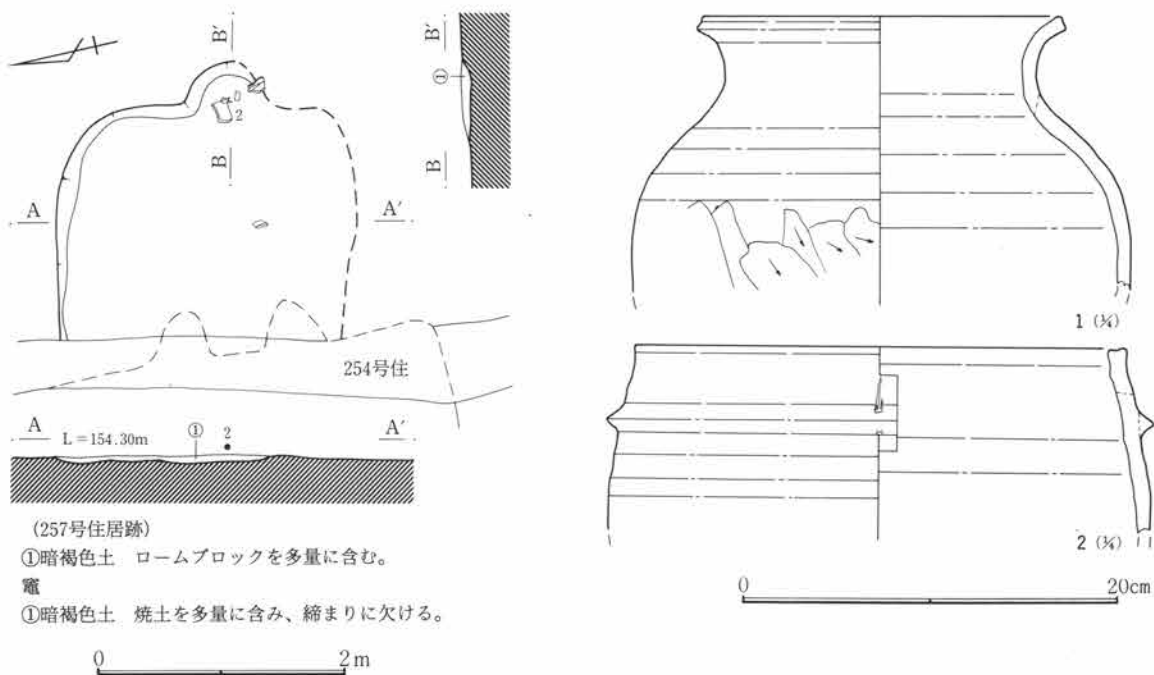 B′
B′
①
2
B
B
A
A′
254号住
A
L=154.30m
①
2
A′
(257号住居跡)
①暗褐色土　ロームブロックを多量に含む。
竈
①暗褐色土　焼土を多量に含み、締まりに欠ける。
0
2m
1 (¼)
2 (¼)
0
20cm